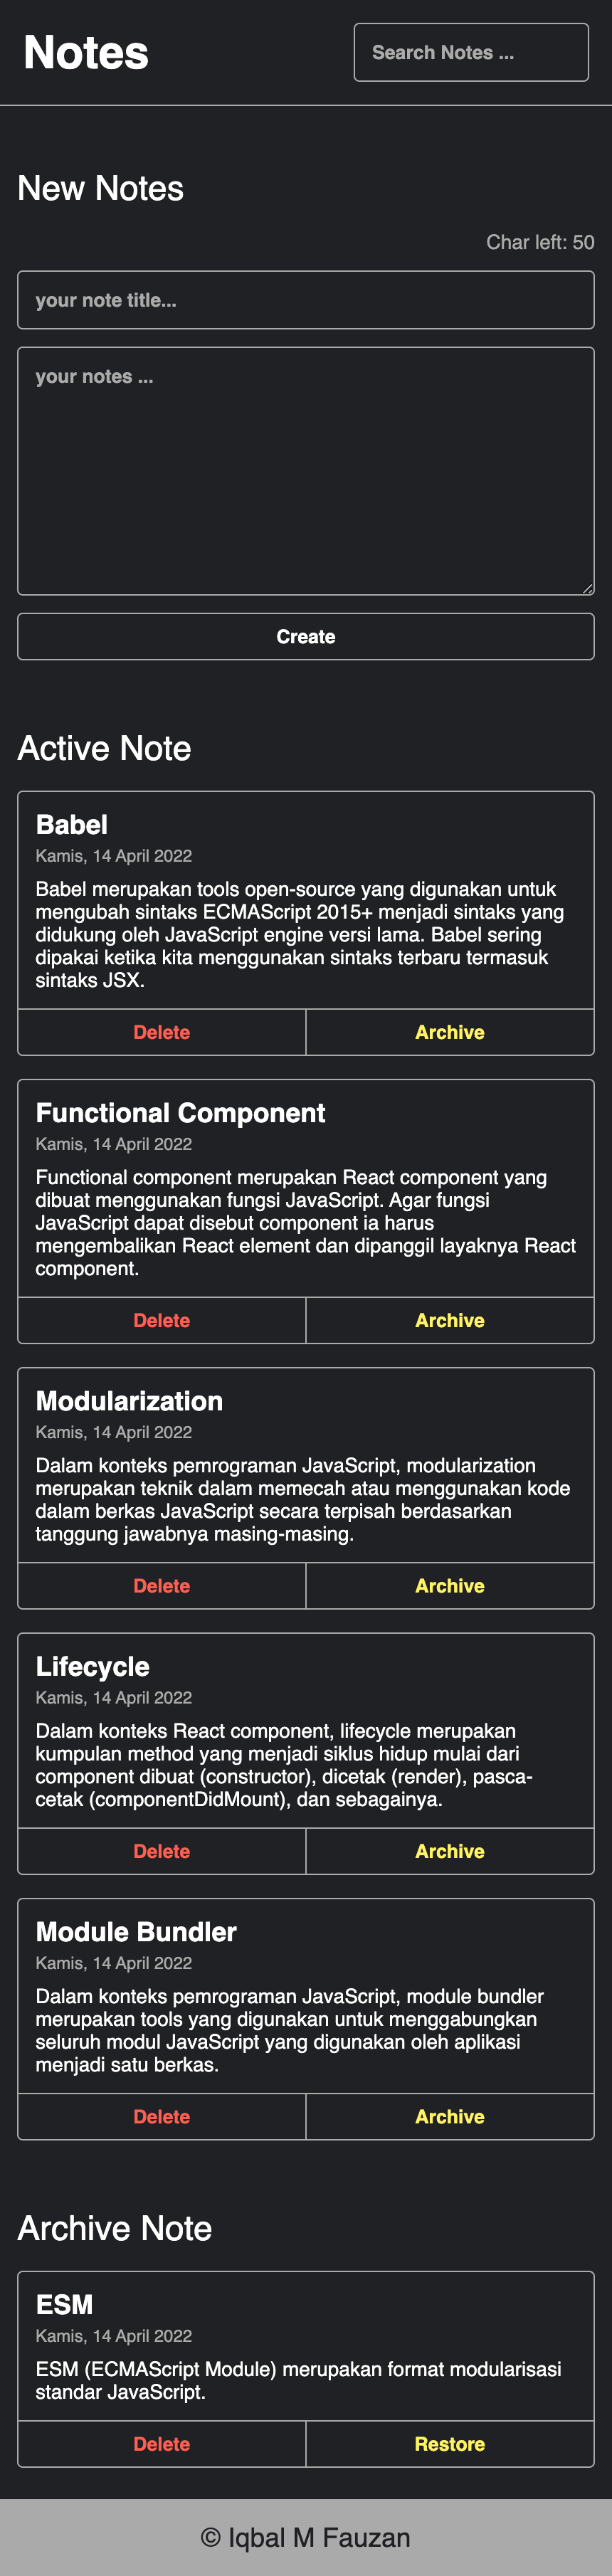 Notes
Search Notes ...
New Notes
Char left: 50
your note title...
your notes ...
Create
Active Note
Babel
Kamis, 14 April 2022
Babel merupakan tools open-source yang digunakan untuk
mengubah sintaks ECMAScript 2015+ menjadi sintaks yang
didukung oleh JavaScript engine versi lama. Babel sering
dipakai ketika kita menggunakan sintaks terbaru termasuk
sintaks JSX.
Delete
Archive
Functional Component
Kamis, 14 April 2022
Functional component merupakan React component yang
dibuat menggunakan fungsi JavaScript. Agar fungsi
JavaScript dapat disebut component ia harus
mengembalikan React element dan dipanggil layaknya React
component.
Delete
Archive
Modularization
Kamis, 14 April 2022
Dalam konteks pemrograman JavaScript, modularization
merupakan teknik dalam memecah atau menggunakan kode
dalam berkas JavaScript secara terpisah berdasarkan
tanggung jawabnya masing-masing.
Delete
Archive
Lifecycle
Kamis, 14 April 2022
Dalam konteks React component, lifecycle merupakan
kumpulan method yang menjadi siklus hidup mulai dari
component dibuat (constructor), dicetak (render), pasca-
cetak (componentDidMount), dan sebagainya.
Delete
Archive
Module Bundler
Kamis, 14 April 2022
Dalam konteks pemrograman JavaScript, module bundler
merupakan tools yang digunakan untuk menggabungkan
seluruh modul JavaScript yang digunakan oleh aplikasi
menjadi satu berkas.
Delete
Archive
Archive Note
ESM
Kamis, 14 April 2022
ESM (ECMAScript Module) merupakan format modularisasi
standar JavaScript.
Delete
Restore
© Iqbal M Fauzan